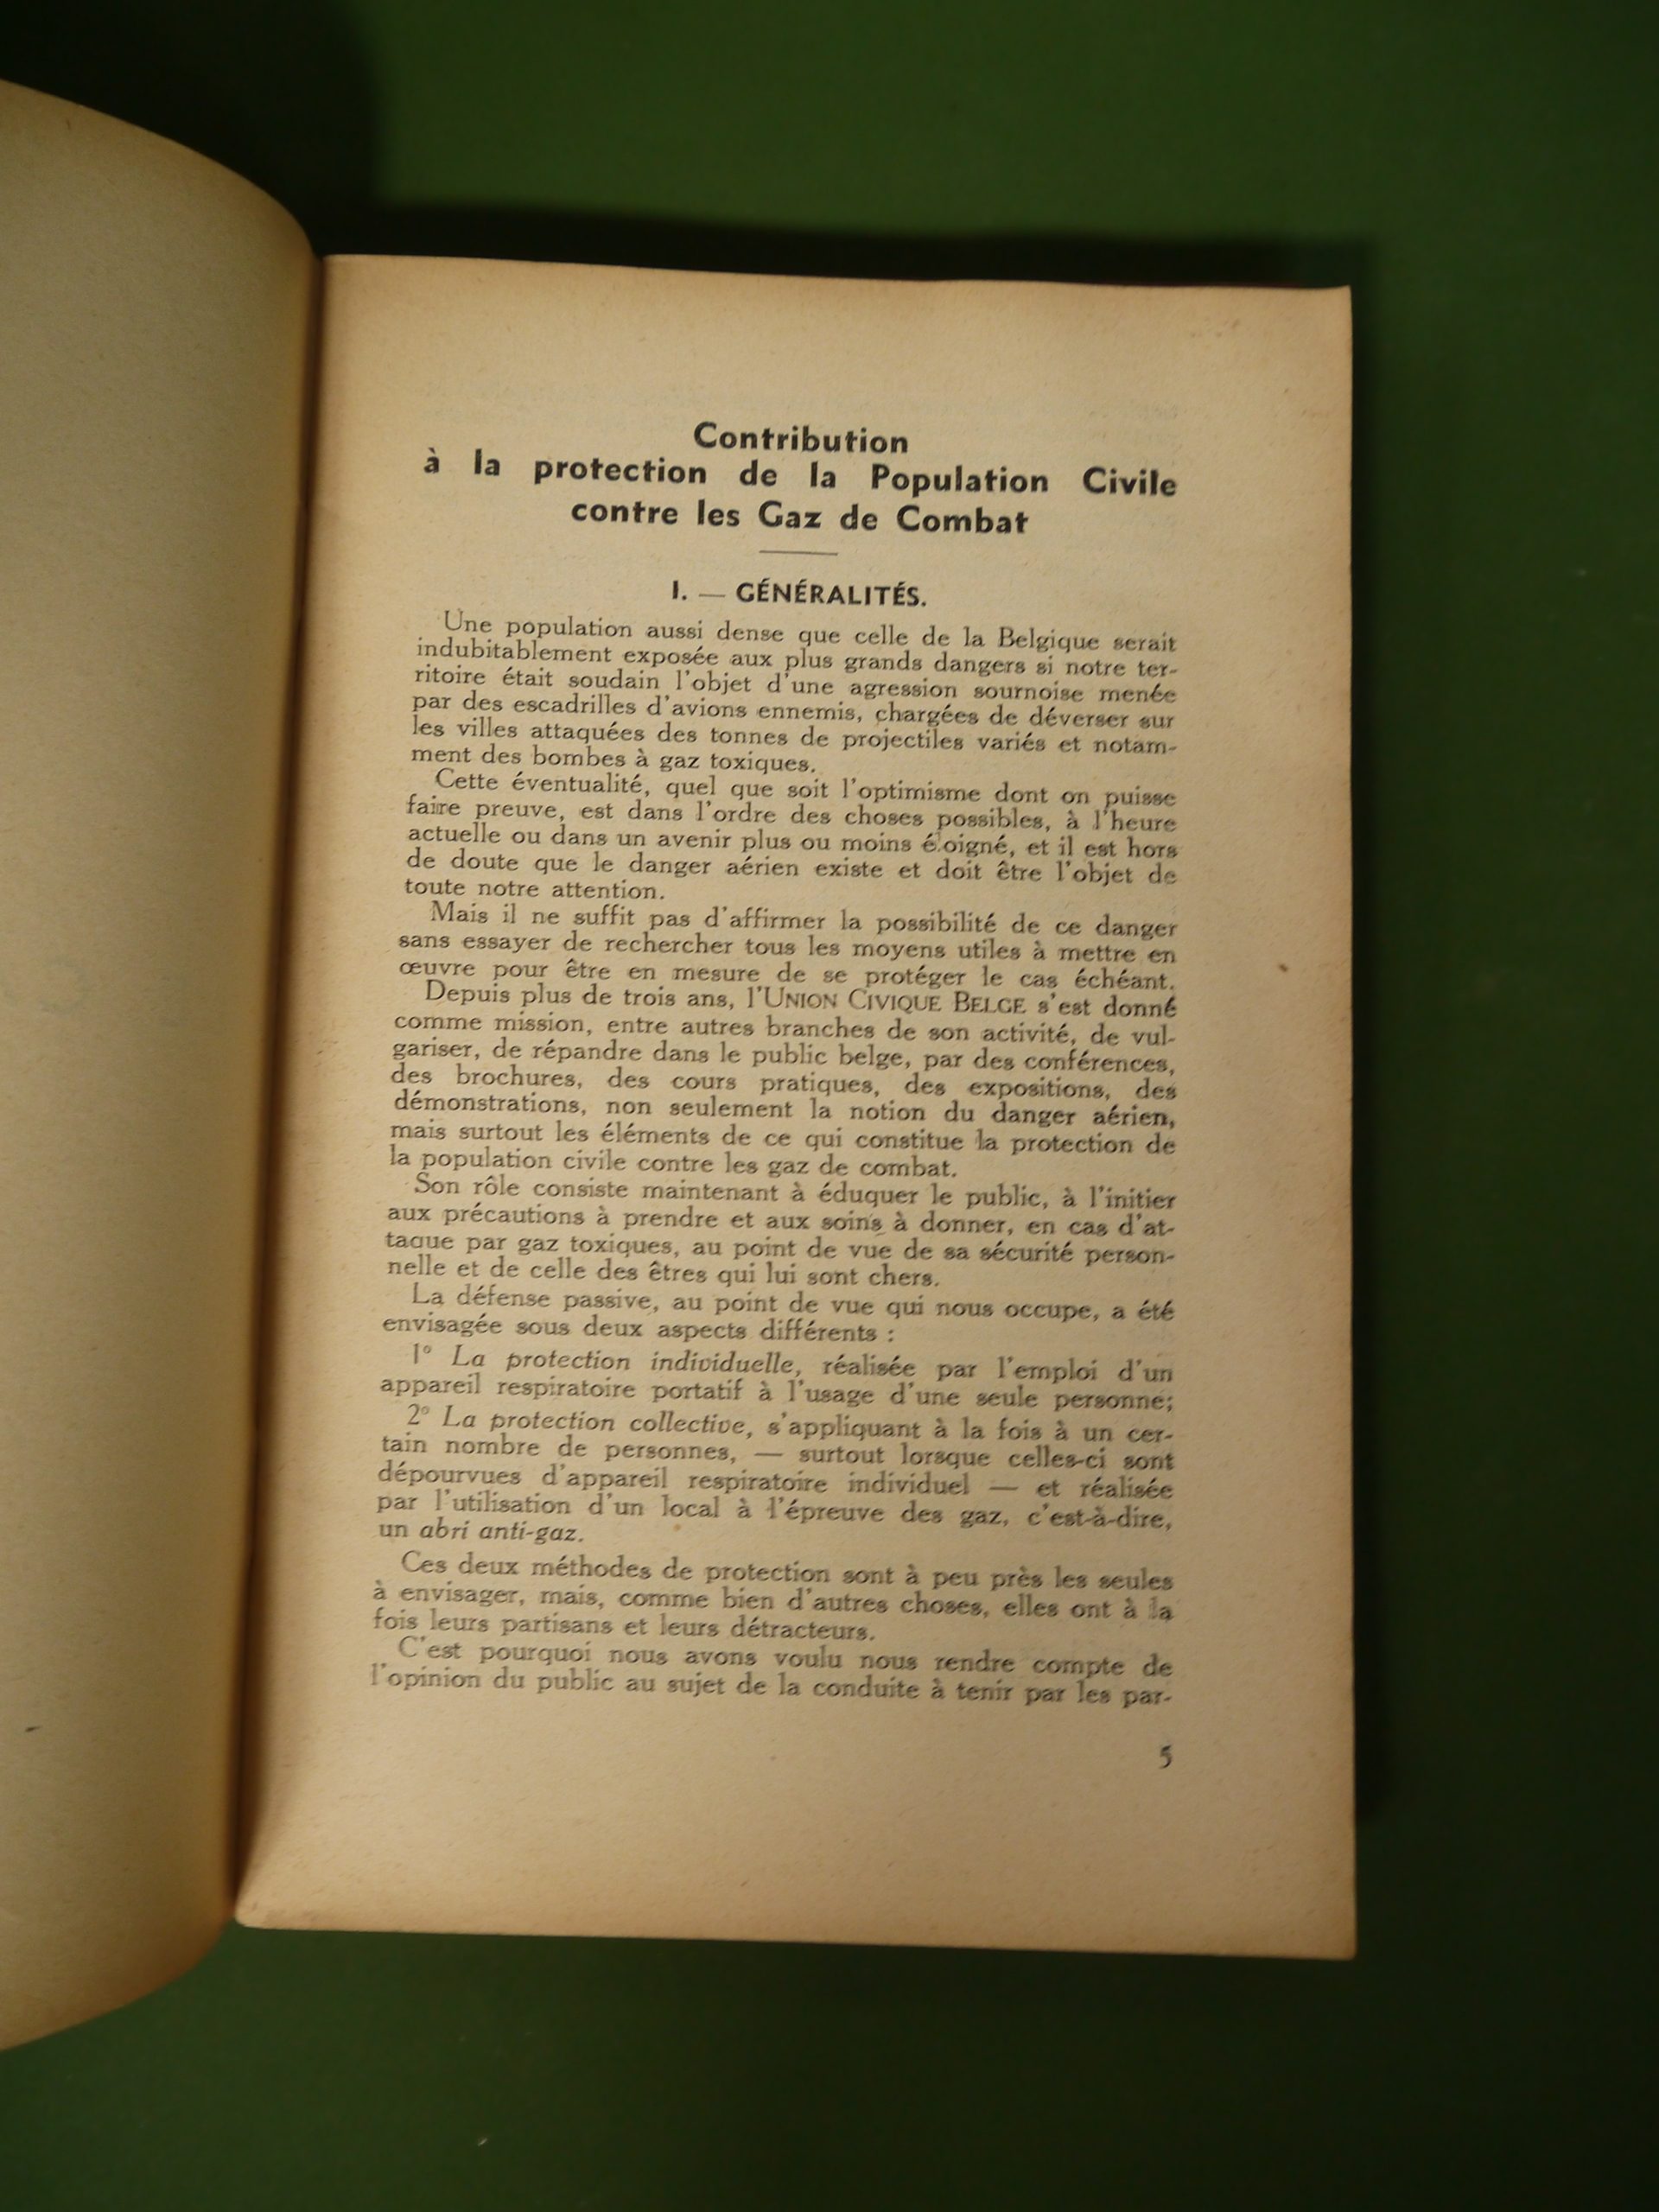 Contribution
à la protection de la Population Civile
contre les Gaz de Combat
I. — GÉNÉRALITÉS.
Une population aussi dense que celle de la Belgique serait
indubitablement exposée aux plus grands dangers si notre ter-
ritoire était soudain l'objet d'une agression sournoise menée
par des escadrilles d'avions ennemis, chargées de déverser sur
les villes attaquées des tonnes de projectiles variés et notam-
ment des bombes à gaz toxiques.
Cette éventualité, quel que soit l'optimisme dont on puisse
faire preuve, est dans l'ordre des choses possibles, à l'heure
actuelle ou dans un avenir plus ou moins éloigné, et il est hors
de doute que le danger aérien existe et doit être l'objet de
toute notre attention.
Mais il ne suffit pas d'affirmer la possibilité de ce danger
sans essayer de rechercher tous les moyens utiles à mettre en
œuvre pour être en mesure de se protéger le cas échéant.
Depuis plus de trois ans, l'UNION CIVIQUE BELGE s'est donné
comme mission, entre autres branches de son activité, de vul-
gariser, de répandre dans le public belge, par des conférences,
des brochures, des cours pratiques, des expositions, des
démonstrations, non seulement la notion du danger aérien,
mais surtout les éléments de ce qui constitue la protection de
la population civile contre les gaz de combat.
Son rôle consiste maintenant à éduquer le public, à l'initier
aux précautions à prendre et aux soins à donner, en cas d'at-
taque par gaz toxiques, au point de vue de sa sécurité person-
nelle et de celle des êtres qui lui sont chers.
La défense passive, au point de vue qui nous occupe, a été
envisagée sous deux aspects différents :
1° La protection individuelle, réalisée par l'emploi d'un
appareil respiratoire portatif à l'usage d'une seule personne;
2° La protection collective, s'appliquant à la fois à un cer-
tain nombre de personnes, — surtout lorsque celles-ci sont
dépourvues d'appareil respiratoire individuel — et réalisée
par l'utilisation d'un local à l'épreuve des gaz, c'est-à-dire,
un abri anti-gaz.
Ces deux méthodes de protection sont à peu près les seules
à envisager, mais, comme bien d'autres choses, elles ont à la
fois leurs partisans et leurs détracteurs.
C'est pourquoi nous avons voulu nous rendre compte de
l'opinion du public au sujet de la conduite à tenir par les par-
5